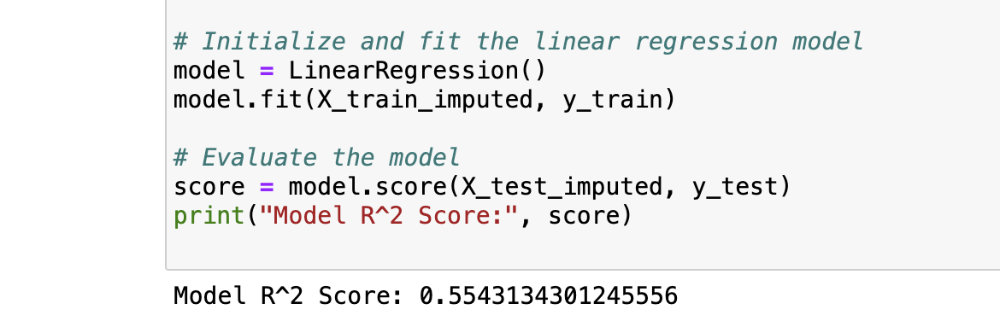 # Initialize and fit the linear regression model
model = LinearRegression()
model.fit(X_train_imputed, y_train)
# Evaluate the model
score = model.score(X_test_imputed, y_test)
print("Model R^2 Score:", score)
Model R^2 Score: 0.5543134301245556